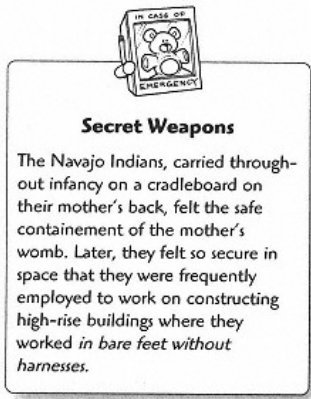 IN CASE OF
EMERGENCY
Secret Weapons
The Navajo Indians, carried through-
out infancy on a cradleboard on
their mother's back, felt the safe
containement of the mother's
womb. Later, they felt so secure in
space that they were frequently
employed to work on constructing
high-rise buildings where they
worked in bare feet without
harnesses.